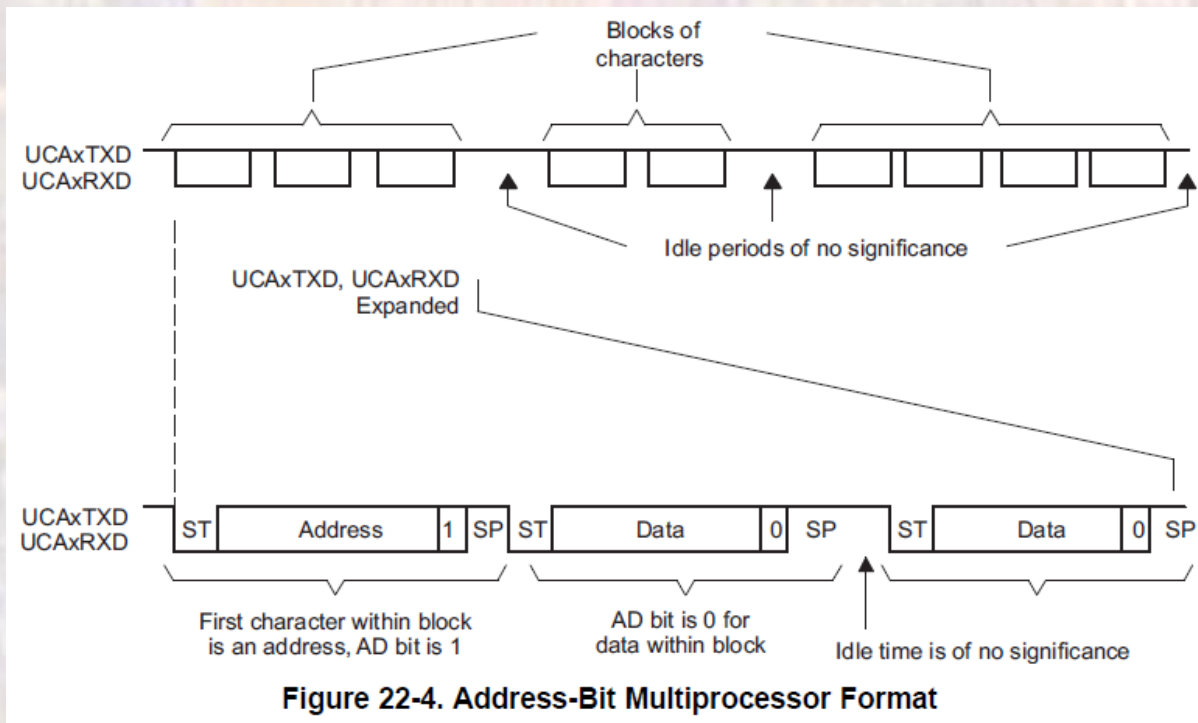 Blocks of
characters
UCAxTXD
UCAxRXD
Idle periods of no significance
UCAxTXD, UCAxRXD
Expanded
UCAxTXD
UCAxRXD
ST Address 1 SP ST Data 0 SP ST Data 0 SP
First character within block
is an address, AD bit is 1
AD bit is 0 for
data within block
Idle time is of no significance
Figure 22-4. Address-Bit Multiprocessor Format